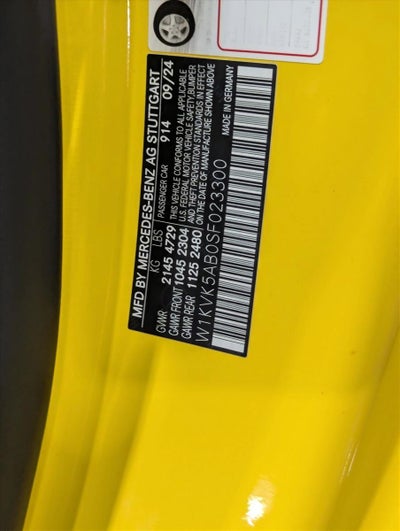 MFD BY MERCEDES-BENZ AG STUTTGART
KG LBS PASSENGER CAR 914 09/24
GVWR 2145 4729 THIS VEHICLE CONFORMS TO ALL APPLICABLE
GAWR FRONT 1045 2304 U.S. FEDERAL MOTOR VEHICLE SAFETY, BUMPER
GAWR REAR 1125 2480 AND THEFT PREVENTION STANDARDS IN EFFECT
ON THE DATE OF MANUFACTURE SHOWN ABOVE
W1KVK5AB0SF023300 MADE IN GERMANY